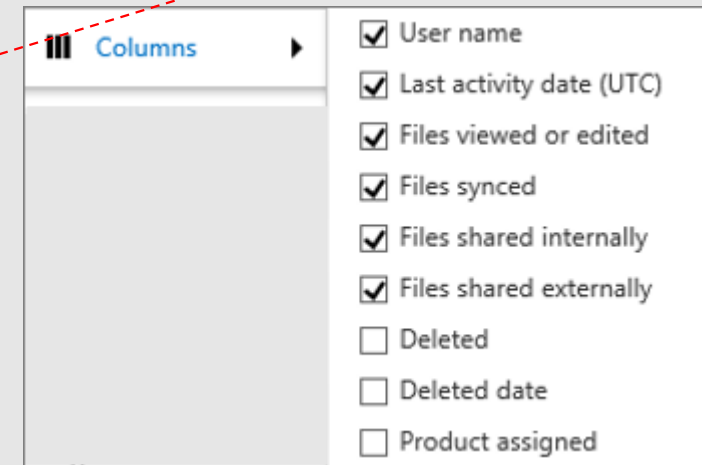 Columns
User name
Last activity date (UTC)
Files viewed or edited
Files synced
Files shared internally
Files shared externally
Deleted
Deleted date
Product assigned